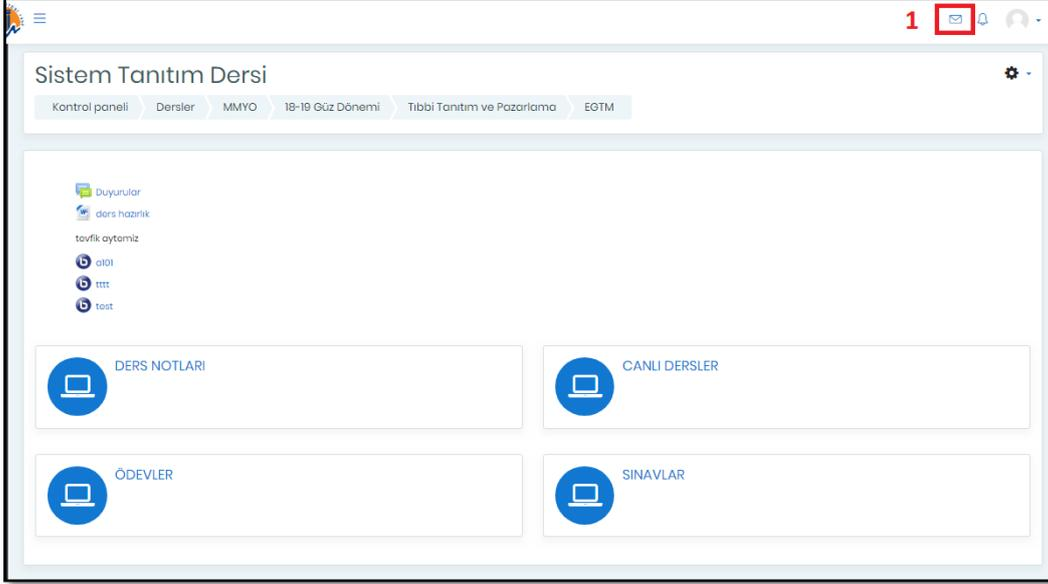 1
Sistem Tanıtım Dersi
Kontrol paneli Dersler MMYO 18-19 Güz Dönemi Tıbbi Tanıtım ve Pazarlama EGTM
Duyurular
ders hazırlık
tevfik aytemiz
a101
tttt
test
DERS NOTLARI CANLI DERSLER
ÖDEVLER SINAVLAR